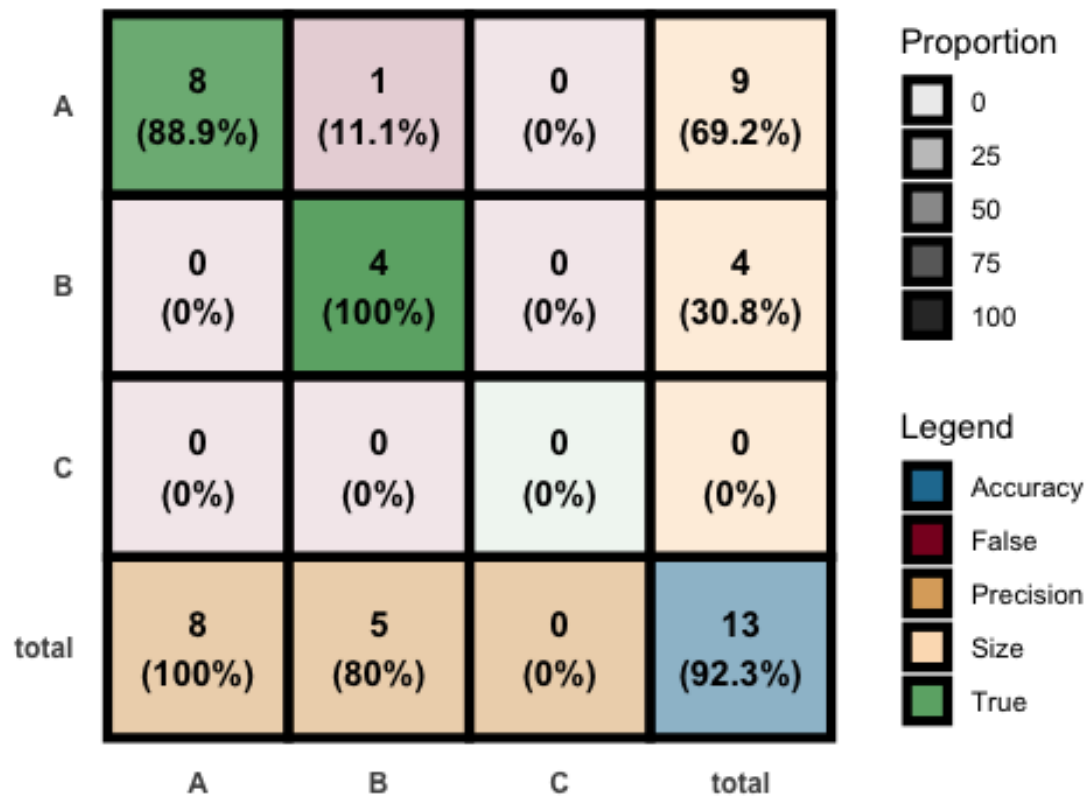 8 1 0 9
A (88.9%) (11.1%) (0%) (69.2%)
0 4 0 4
B (0%) (100%) (0%) (30.8%)
0 0 0 0
C (0%) (0%) (0%) (0%)
8 5 0 13
total (100%) (80%) (0%) (92.3%)
A B C total
Proportion
0
25
50
75
100
Legend
Accuracy
False
Precision
Size
True